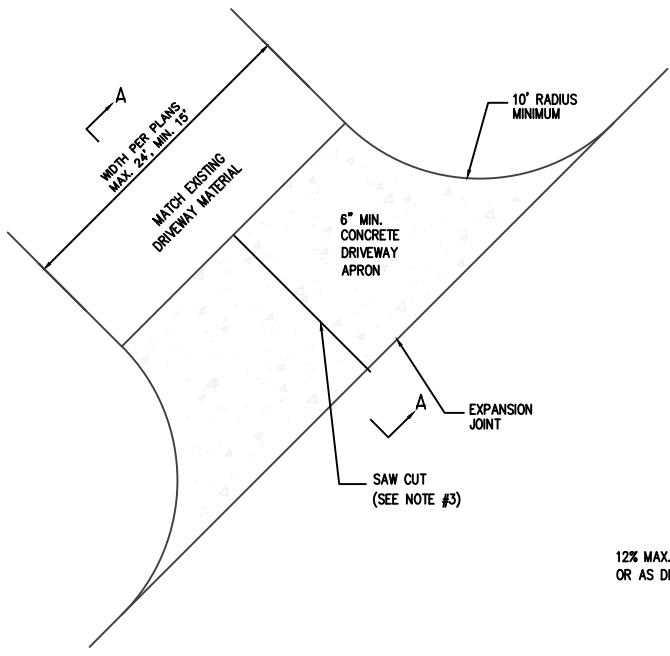 A
WIDTH PER PLANS
MAX. 24', MIN. 15'
MATCH EXISTING
DRIVEWAY MATERIAL
10' RADIUS
MINIMUM
6" MIN.
CONCRETE
DRIVEWAY
APRON
A
EXPANSION
JOINT
SAW CUT
(SEE NOTE #3)
12% MAX.
OR AS